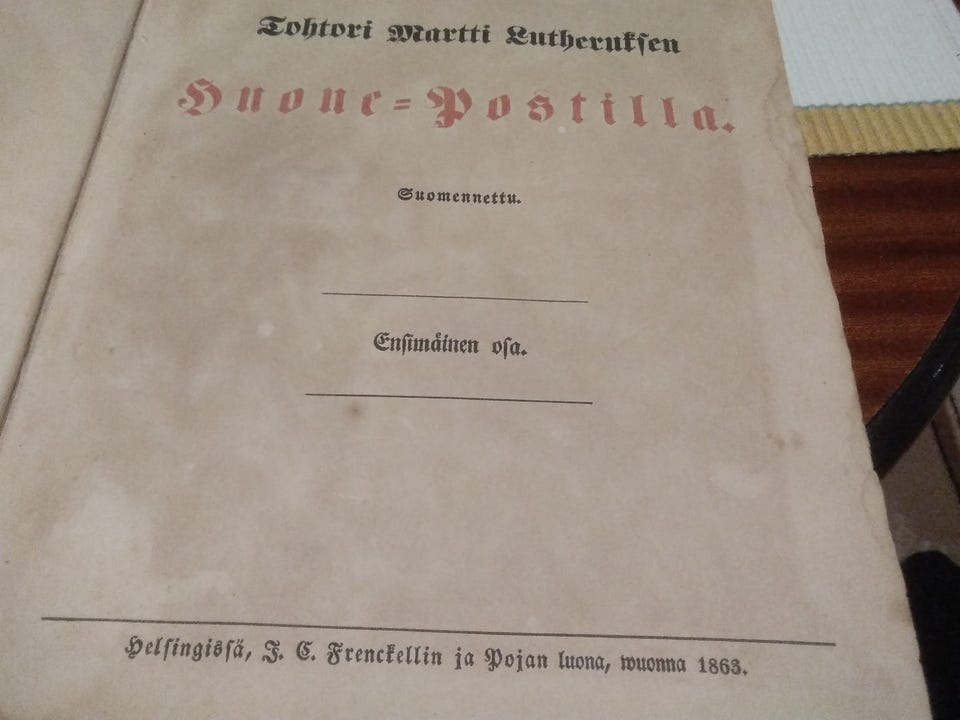 Tohtori Martti Lutheruksen
Huone=Postilla.
Suomennettu.
Ensimäinen osa.
Helsingissä, J. C. Frenckellin ja Pojan luona, wuonna 1863.